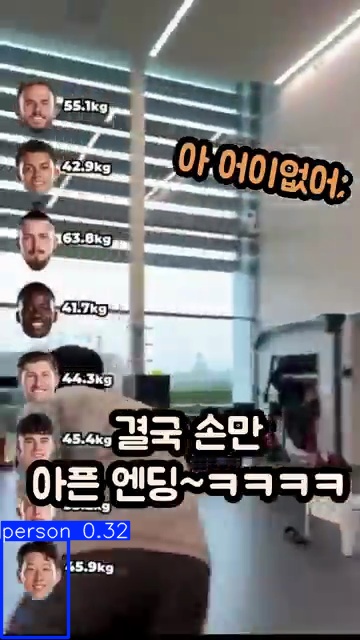 55.1kg
42.9kg
아 어이없어;
63.8kg
41.7kg
44.3kg
45.4kg
결국 손만
아픈 엔딩~ㅋㅋㅋㅋ
person 0.32
45.9kg